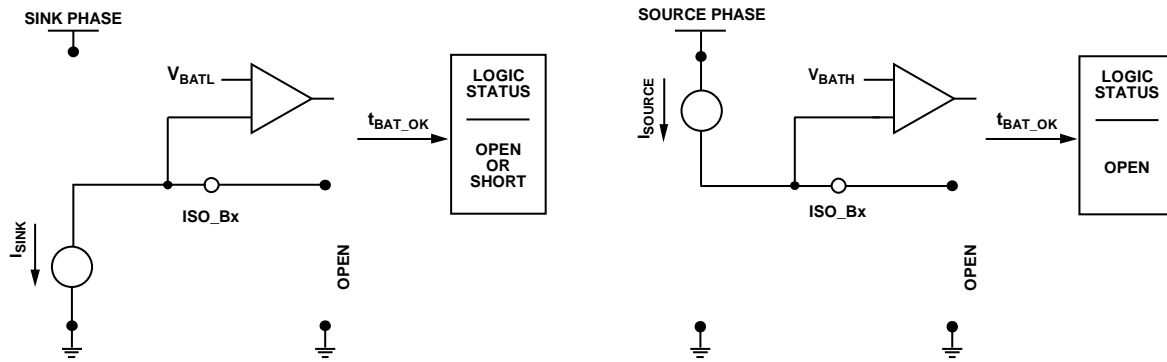 SINK PHASE
V_BATL
t_BAT_OK
LOGIC
STATUS
OPEN
OR
SHORT
ISO_Bx
I_SINK
OPEN
SOURCE PHASE
I_SOURCE
V_BATH
t_BAT_OK
LOGIC
STATUS
OPEN
ISO_Bx
OPEN